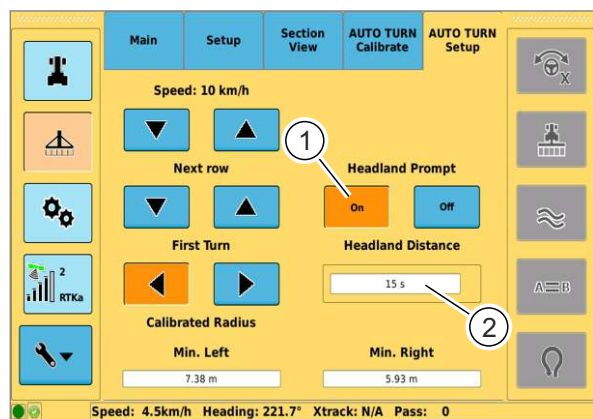 Main
Setup
Section
View
AUTO TURN
Calibrate
AUTO TURN
Setup
X
Speed: 10 km/h
1
Next row
Headland Prompt
On
Off
First Turn
Headland Distance
2
RTKa
15 s
A=B
2
Calibrated Radius
Min. Left
Min. Right
7.38 m
5.93 m
Speed: 4.5km/h Heading: 221.7° Xtrack: N/A Pass: 0